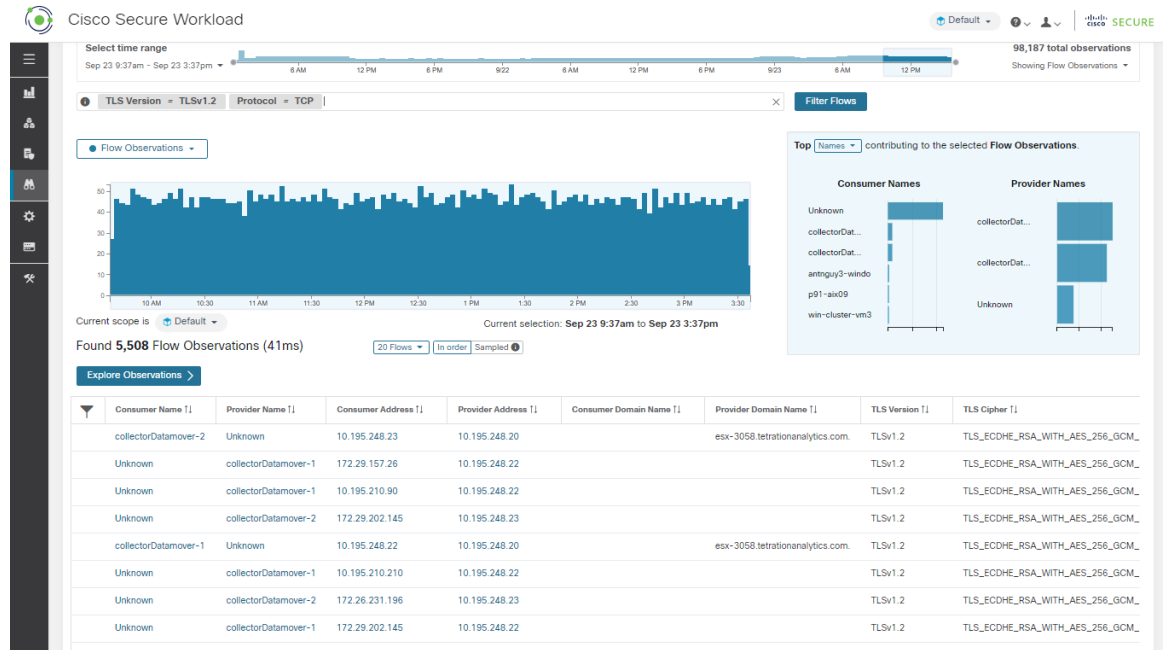 Cisco Secure Workload
Default
cisco SECURE
Select time range
Sep 23 9:37am - Sep 23 3:37pm
6 AM 12 PM 6 PM 9/22 6 AM 12 PM 6 PM 9/23 6 AM 12 PM
98,187 total observations
Showing Flow Observations
TLS Version = TLSv1.2 Protocol = TCP
Filter Flows
Flow Observations
50
40
30
20
10
0
10 AM 10:30 11 AM 11:30 12 PM 12:30 1 PM 1:30 2 PM 2:30 3 PM 3:30
Top Names contributing to the selected Flow Observations.
Consumer Names
Unknown
collectorDat...
collectorDat...
antnguy3-windo
p91-aix09
win-cluster-vm3
Provider Names
collectorDat...
collectorDat...
Unknown
Current scope is Default
Current selection: Sep 23 9:37am to Sep 23 3:37pm
Found 5,508 Flow Observations (41ms)
20 Flows In order Sampled
Explore Observations
Consumer Name Provider Name Consumer Address Provider Address Consumer Domain Name Provider Domain Name TLS Version TLS Cipher
collectorDatamover-2 Unknown 10.195.248.23 10.195.248.20 esx-3058.tetrationanalytics.com. TLSv1.2 TLS_ECDHE_RSA_WITH_AES_256_GCM_
Unknown collectorDatamover-1 172.29.157.26 10.195.248.22 TLSv1.2 TLS_ECDHE_RSA_WITH_AES_256_GCM_
Unknown collectorDatamover-1 10.195.210.90 10.195.248.22 TLSv1.2 TLS_ECDHE_RSA_WITH_AES_256_GCM_
Unknown collectorDatamover-2 172.29.202.145 10.195.248.23 TLSv1.2 TLS_ECDHE_RSA_WITH_AES_256_GCM_
collectorDatamover-1 Unknown 10.195.248.22 10.195.248.20 esx-3058.tetrationanalytics.com. TLSv1.2 TLS_ECDHE_RSA_WITH_AES_256_GCM_
Unknown collectorDatamover-1 10.195.210.210 10.195.248.22 TLSv1.2 TLS_ECDHE_RSA_WITH_AES_256_GCM_
Unknown collectorDatamover-2 172.26.231.196 10.195.248.23 TLSv1.2 TLS_ECDHE_RSA_WITH_AES_256_GCM_
Unknown collectorDatamover-1 172.29.202.145 10.195.248.22 TLSv1.2 TLS_ECDHE_RSA_WITH_AES_256_GCM_